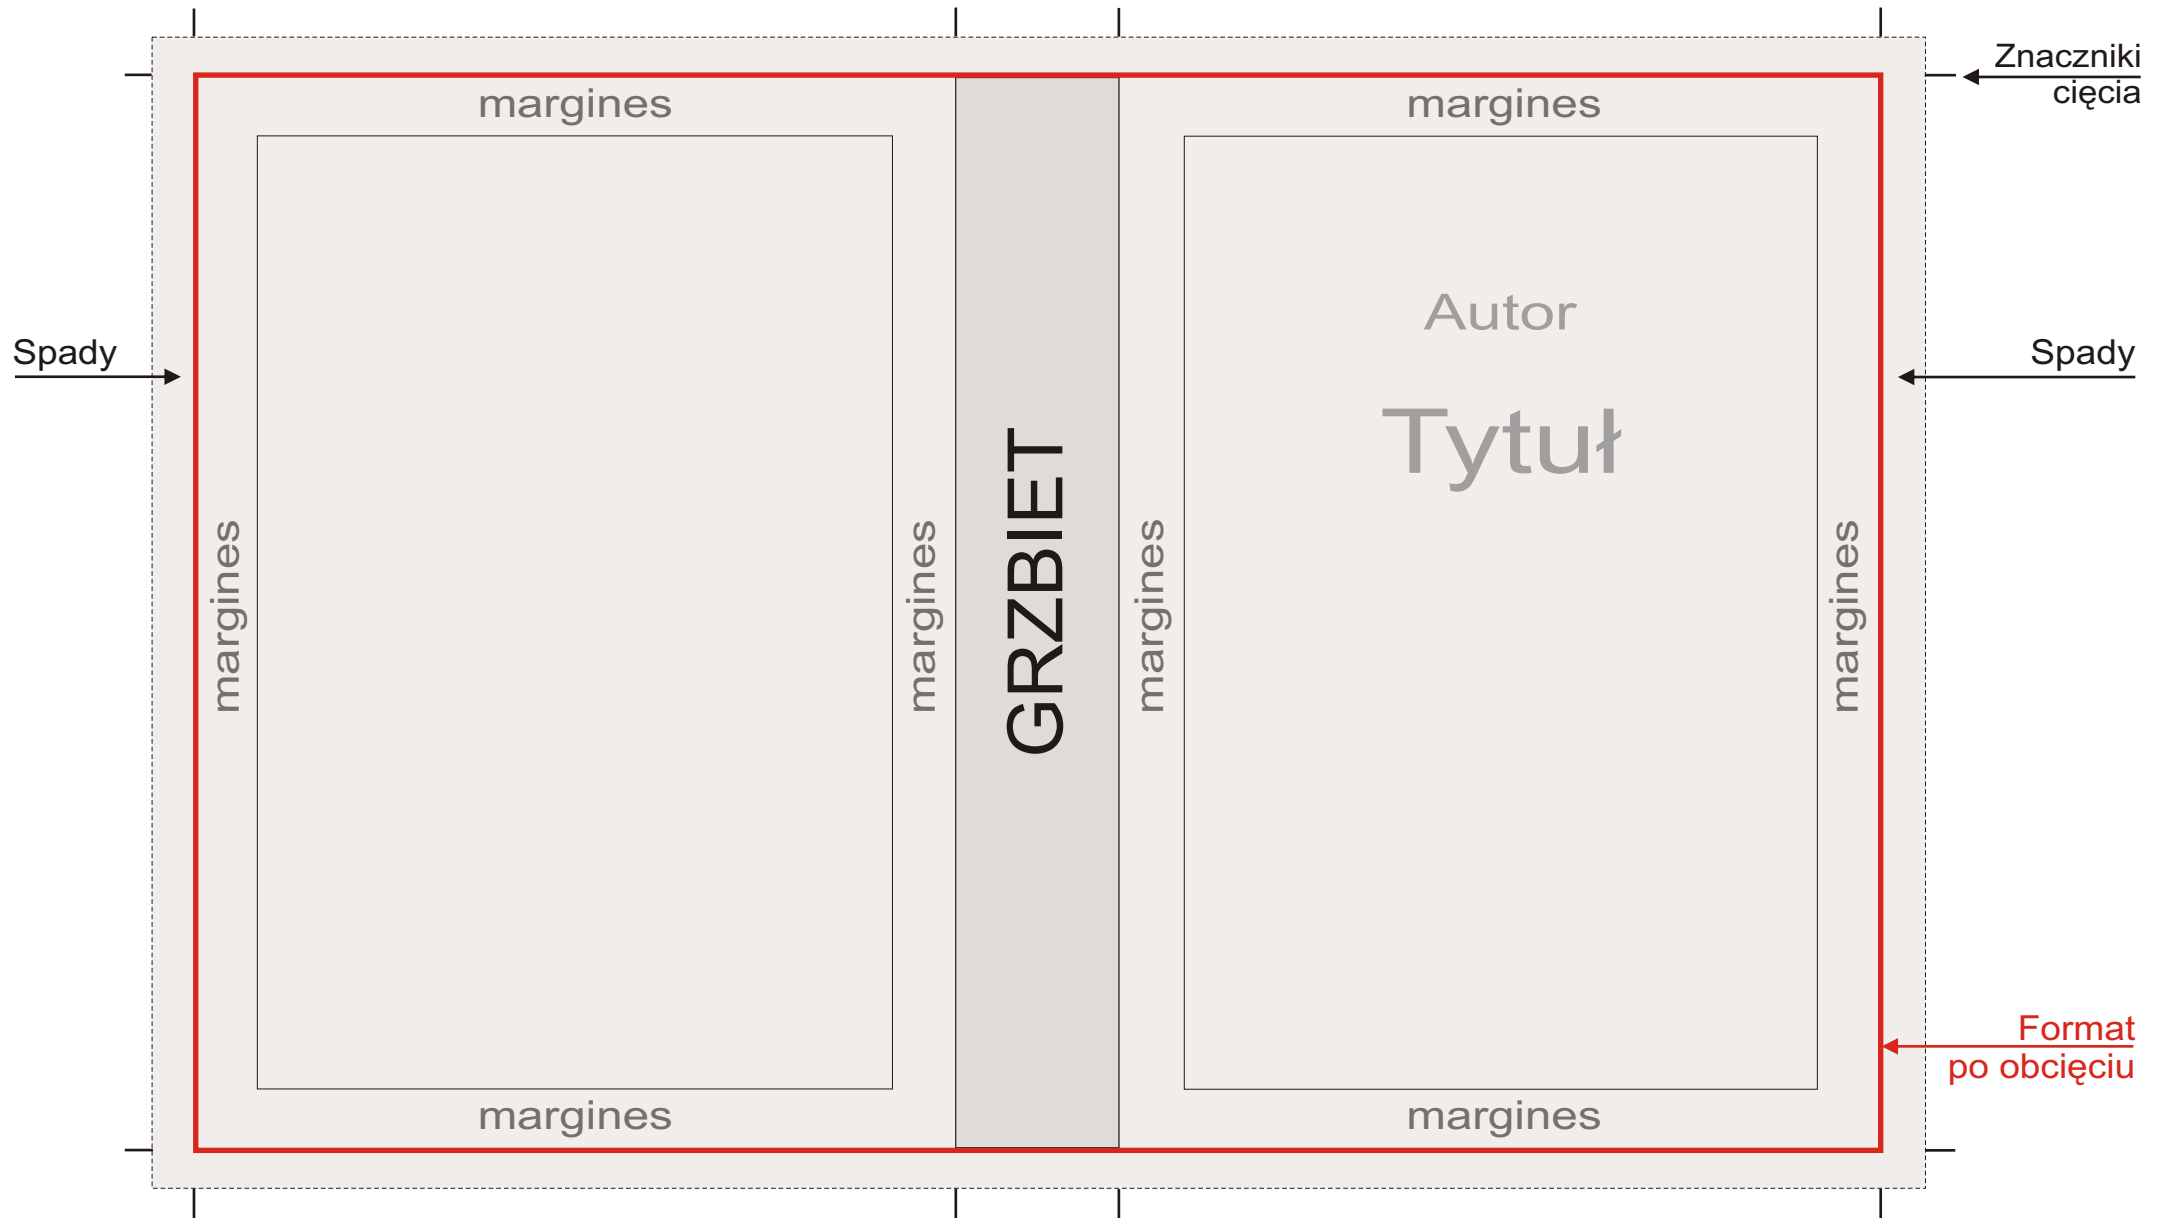 Znaczniki
cięcia
margines
margines
Autor
Spady
Spady
Tytuł
GRZBIET
margines
margines
margines
margines
Format
po obcięciu
margines
margines